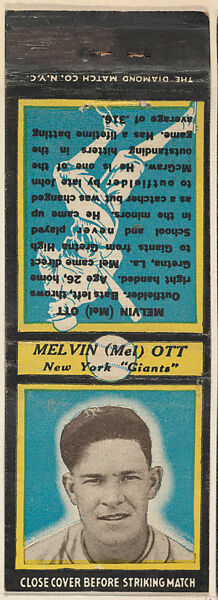 THE DIAMOND MATCH CO. N.Y.C.
MELVIN (Mel) OTT
Outfielder. Bats left, throws
right handed. Age 26, home
Gretna, La. Mel came direct
to Giants from Gretna High
School and never played
in the minors. He came up
as a catcher but was changed
to outfielder by late John
McGraw. He is one of the
outstanding hitters in the
game. Has a lifetime batting
average of .316.
MELVIN (Mel) OTT
New York "Giants"
CLOSE COVER BEFORE STRIKING MATCH